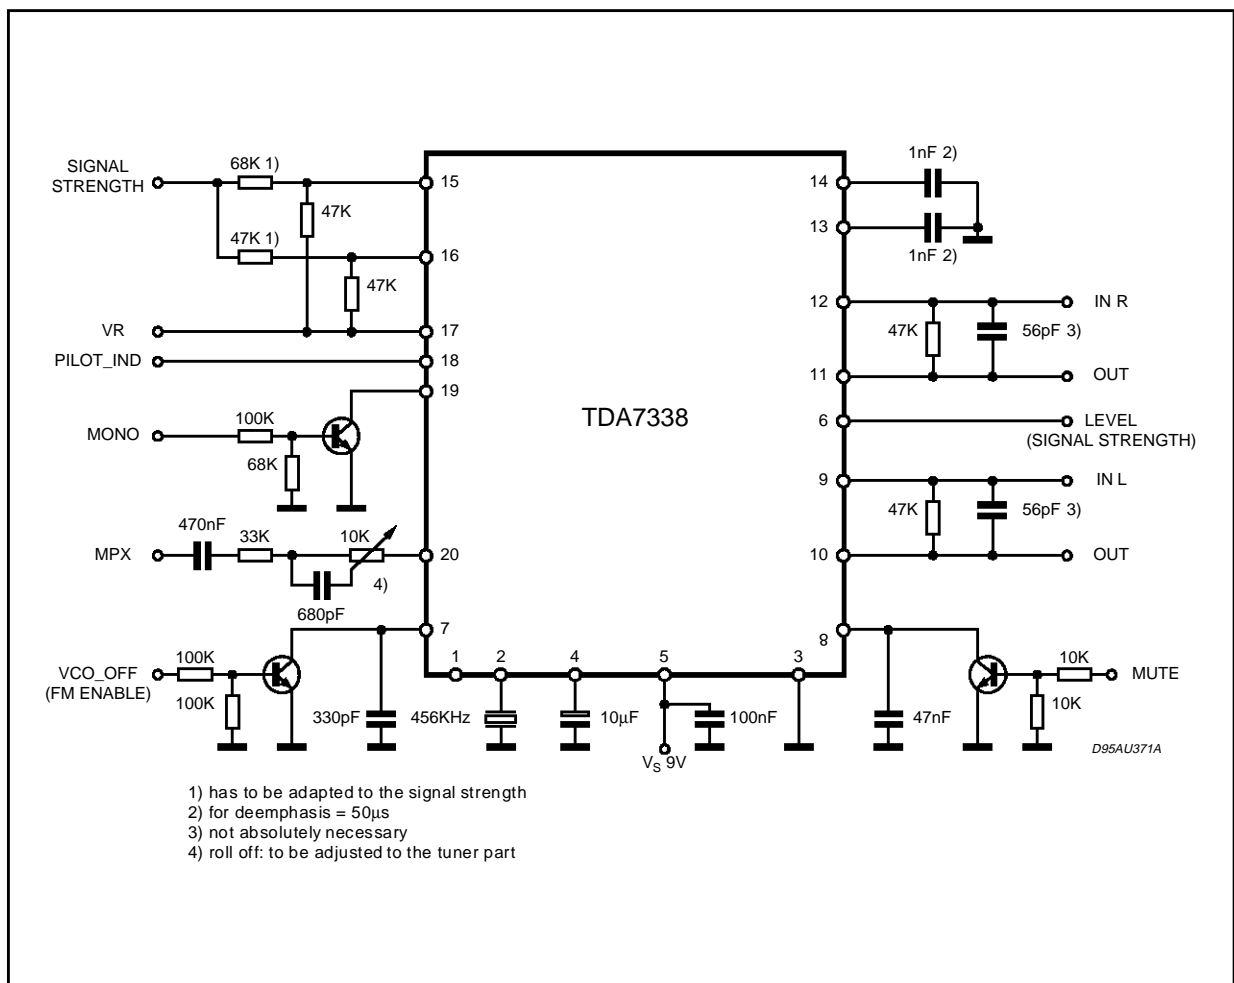 SIGNAL
STRENGTH
68K 1)
15
47K
47K 1)
16
47K
VR
17
PILOT_IND
18
19
MONO
100K
68K
470nF
MPX
33K
10K
20
4)
680pF
7
VCO_OFF
(FM ENABLE)
100K
100K
330pF
TDA7338
1
2
4
5
3
456KHz
10µF
100nF
VS 9V
1nF 2)
14
13
1nF 2)
12
IN R
47K
56pF 3)
11
OUT
6
LEVEL
(SIGNAL STRENGTH)
9
IN L
47K
56pF 3)
10
OUT
8
10K
MUTE
10K
47nF
D95AU371A
1) has to be adapted to the signal strength
2) for deemphasis = 50µs
3) not absolutely necessary
4) roll off: to be adjusted to the tuner part